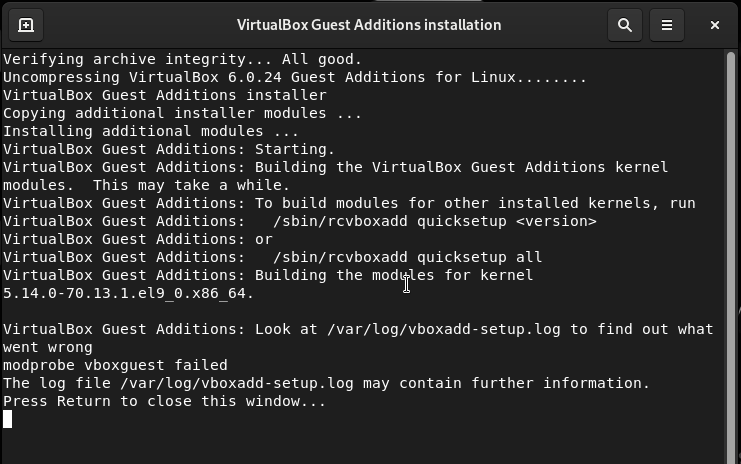 VirtualBox Guest Additions installation
Verifying archive integrity... All good.
Uncompressing VirtualBox 6.0.24 Guest Additions for Linux........
VirtualBox Guest Additions installer
Copying additional installer modules ...
Installing additional modules ...
VirtualBox Guest Additions: Starting.
VirtualBox Guest Additions: Building the VirtualBox Guest Additions kernel
modules.  This may take a while.
VirtualBox Guest Additions: To build modules for other installed kernels, run
VirtualBox Guest Additions:   /sbin/rcvboxadd quicksetup <version>
VirtualBox Guest Additions: or
VirtualBox Guest Additions:   /sbin/rcvboxadd quicksetup all
VirtualBox Guest Additions: Building the modules for kernel
5.14.0-70.13.1.el9_0.x86_64.
VirtualBox Guest Additions: Look at /var/log/vboxadd-setup.log to find out what
went wrong
modprobe vboxguest failed
The log file /var/log/vboxadd-setup.log may contain further information.
Press Return to close this window...